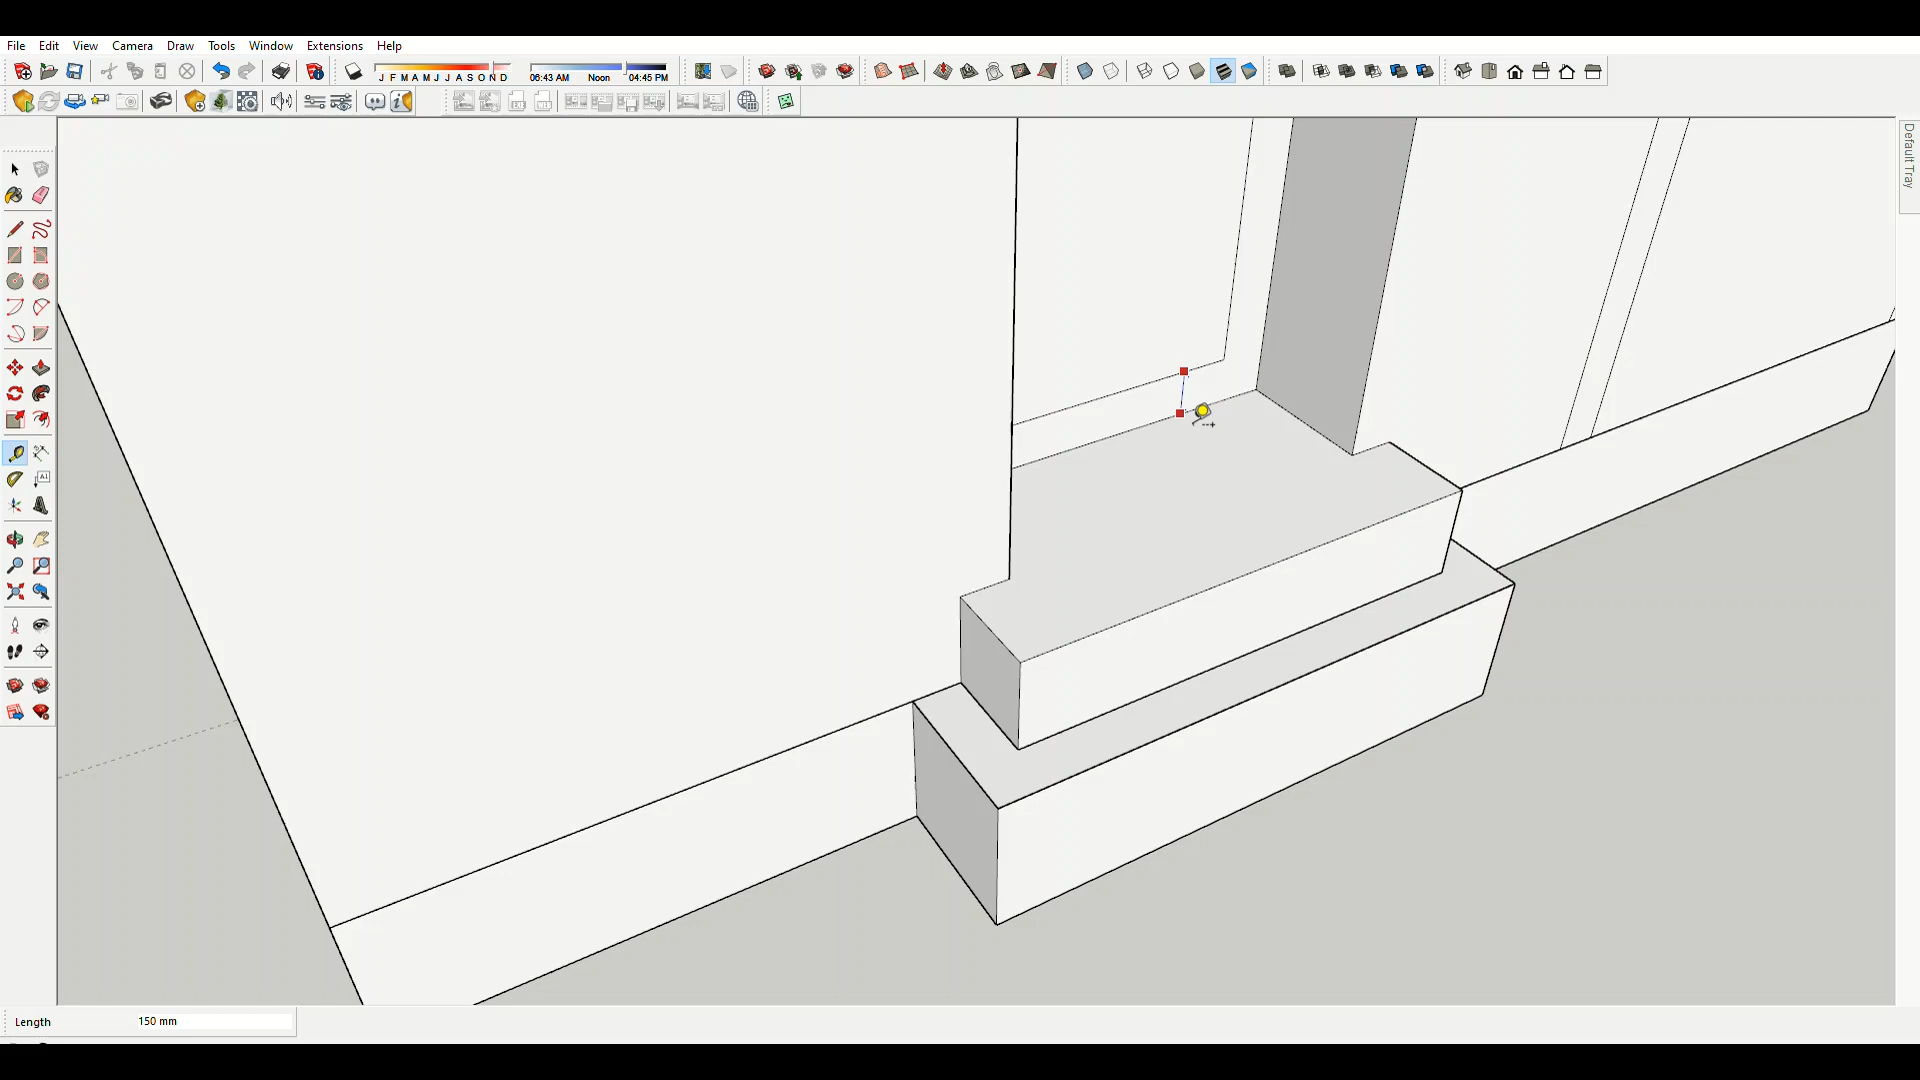 File Edit View Camera Draw Tools Window Extensions Help
J F M A M J J A S O N D
06:43 AM Noon 04:45 PM
Default Tray
A1
Length 150 mm